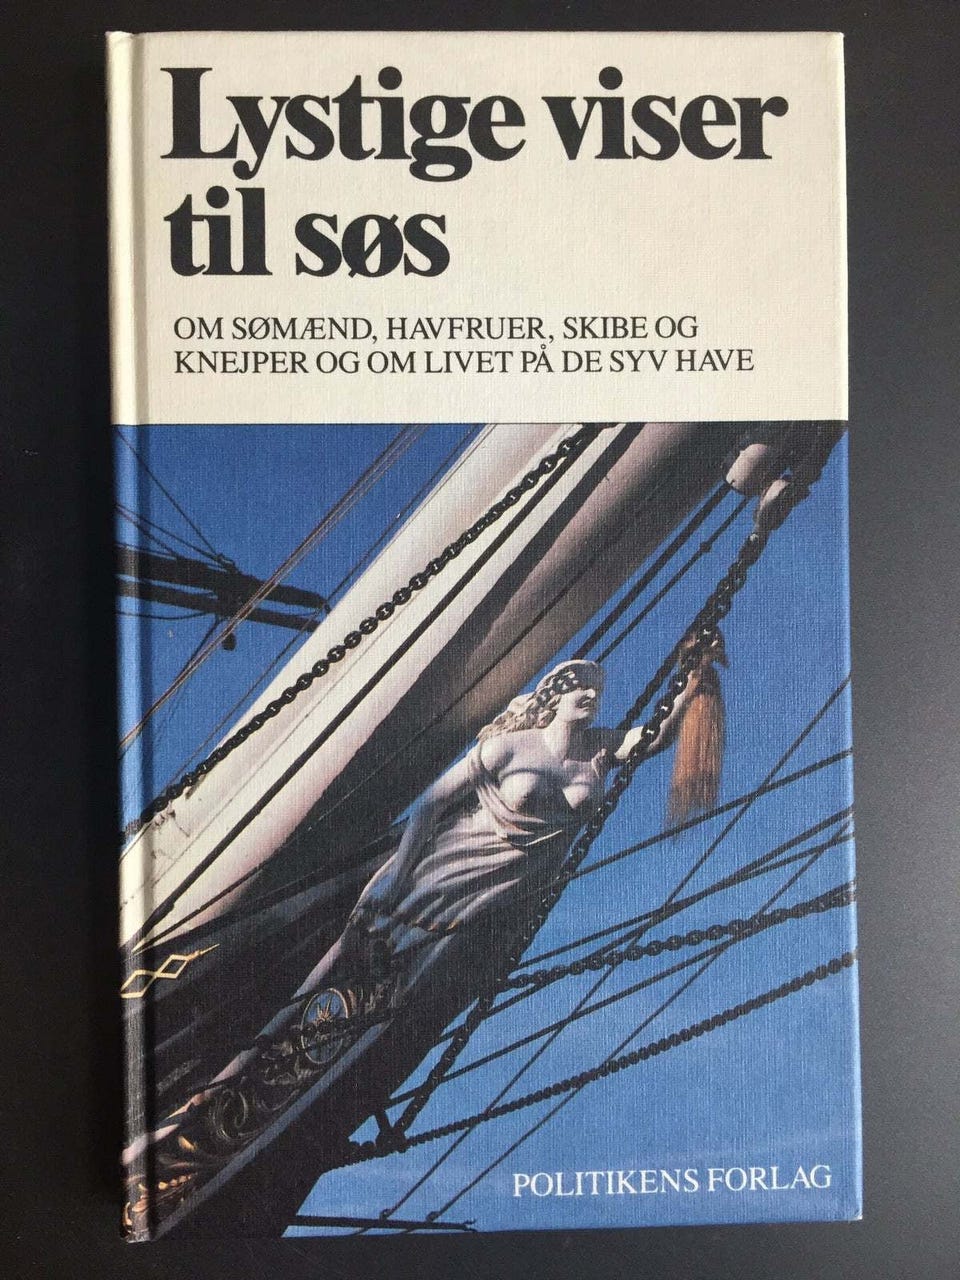 Lystige viser
til søs
OM SØMÆND, HAVFRUER, SKIBE OG
KNEJPER OG OM LIVET PÅ DE SYV HAVE
POLITIKENS FORLAG